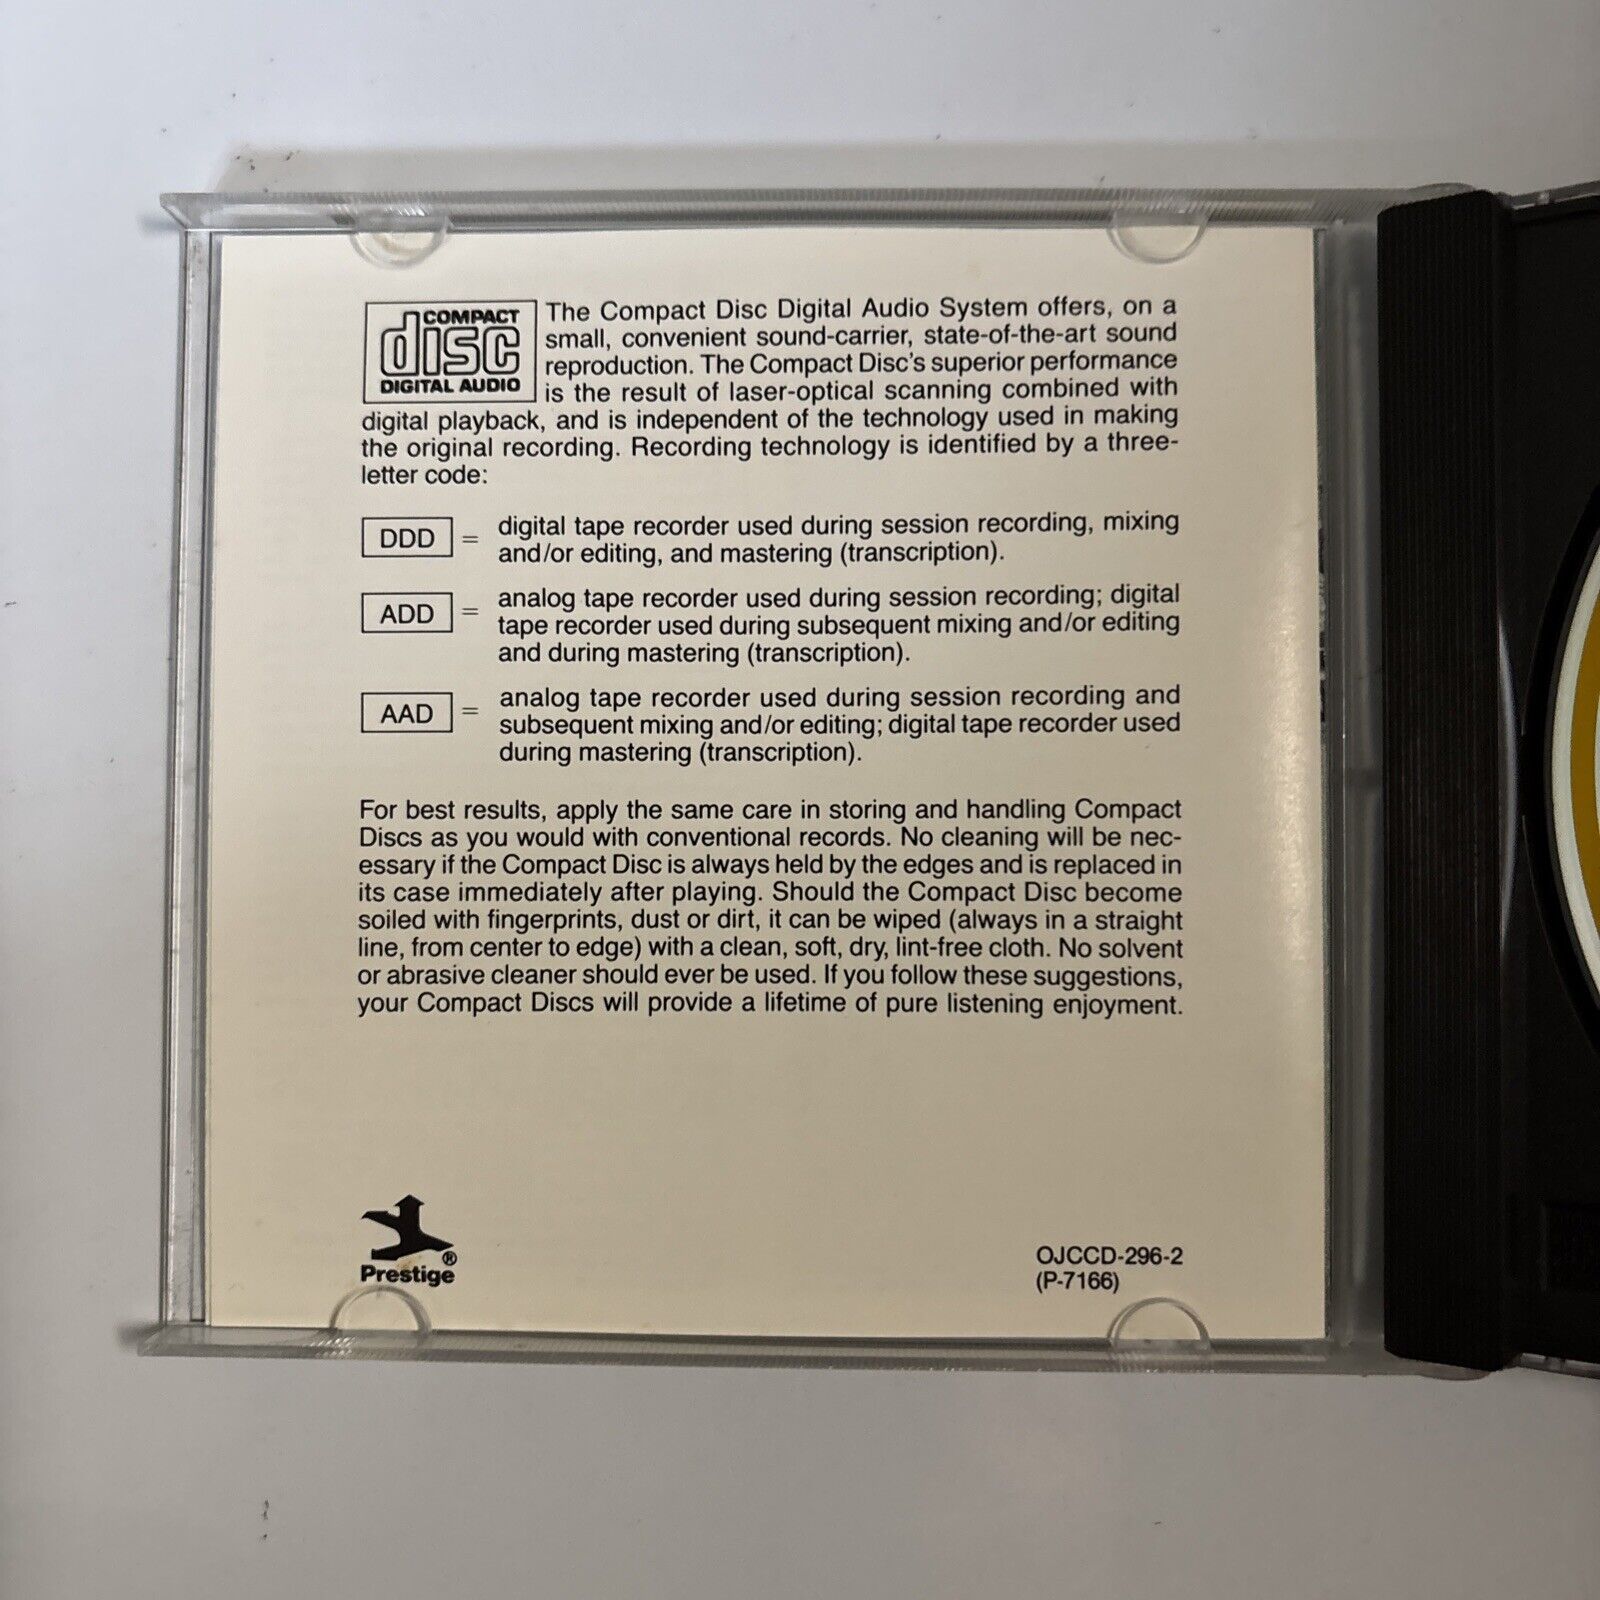 COMPACT
disc
DIGITAL AUDIO
The Compact Disc Digital Audio System offers, on a
small, convenient sound-carrier, state-of-the-art sound
reproduction. The Compact Disc's superior performance
is the result of laser-optical scanning combined with
digital playback, and is independent of the technology used in making
the original recording. Recording technology is identified by a three-
letter code:
DDD = digital tape recorder used during session recording, mixing
and/or editing, and mastering (transcription).
ADD = analog tape recorder used during session recording; digital
tape recorder used during subsequent mixing and/or editing
and during mastering (transcription).
AAD = analog tape recorder used during session recording and
subsequent mixing and/or editing; digital tape recorder used
during mastering (transcription).
For best results, apply the same care in storing and handling Compact
Discs as you would with conventional records. No cleaning will be nec-
essary if the Compact Disc is always held by the edges and is replaced in
its case immediately after playing. Should the Compact Disc become
soiled with fingerprints, dust or dirt, it can be wiped (always in a straight
line, from center to edge) with a clean, soft, dry, lint-free cloth. No solvent
or abrasive cleaner should ever be used. If you follow these suggestions,
your Compact Discs will provide a lifetime of pure listening enjoyment.
®
Prestige
OJCCD-296-2
(P-7166)